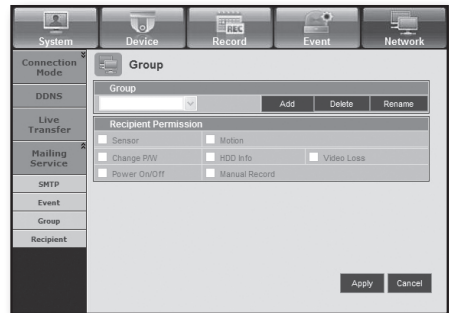 System Device Record Event Network
REC
Connection Mode
DDNS
Live Transfer
Mailing Service
SMTP
Event
Group
Recipient
Group
Group
Add Delete Rename
Recipient Permission
Sensor Motion
Change P/W HDD Info Video Loss
Power On/Off Manual Record
Apply Cancel